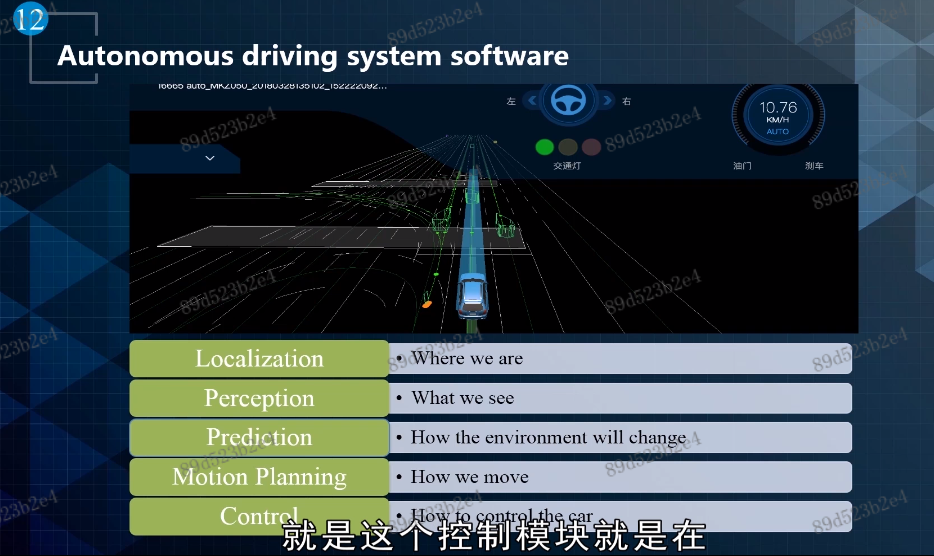 12
Autonomous driving system software
左
右
10.76
KM/H
AUTO
交通灯
油门
刹车
Localization
• Where we are
Perception
• What we see
Prediction
• How the environment will change
Motion Planning
• How we move
Control
• How to control the car
就是这个控制模块就是在
89d523b2e4